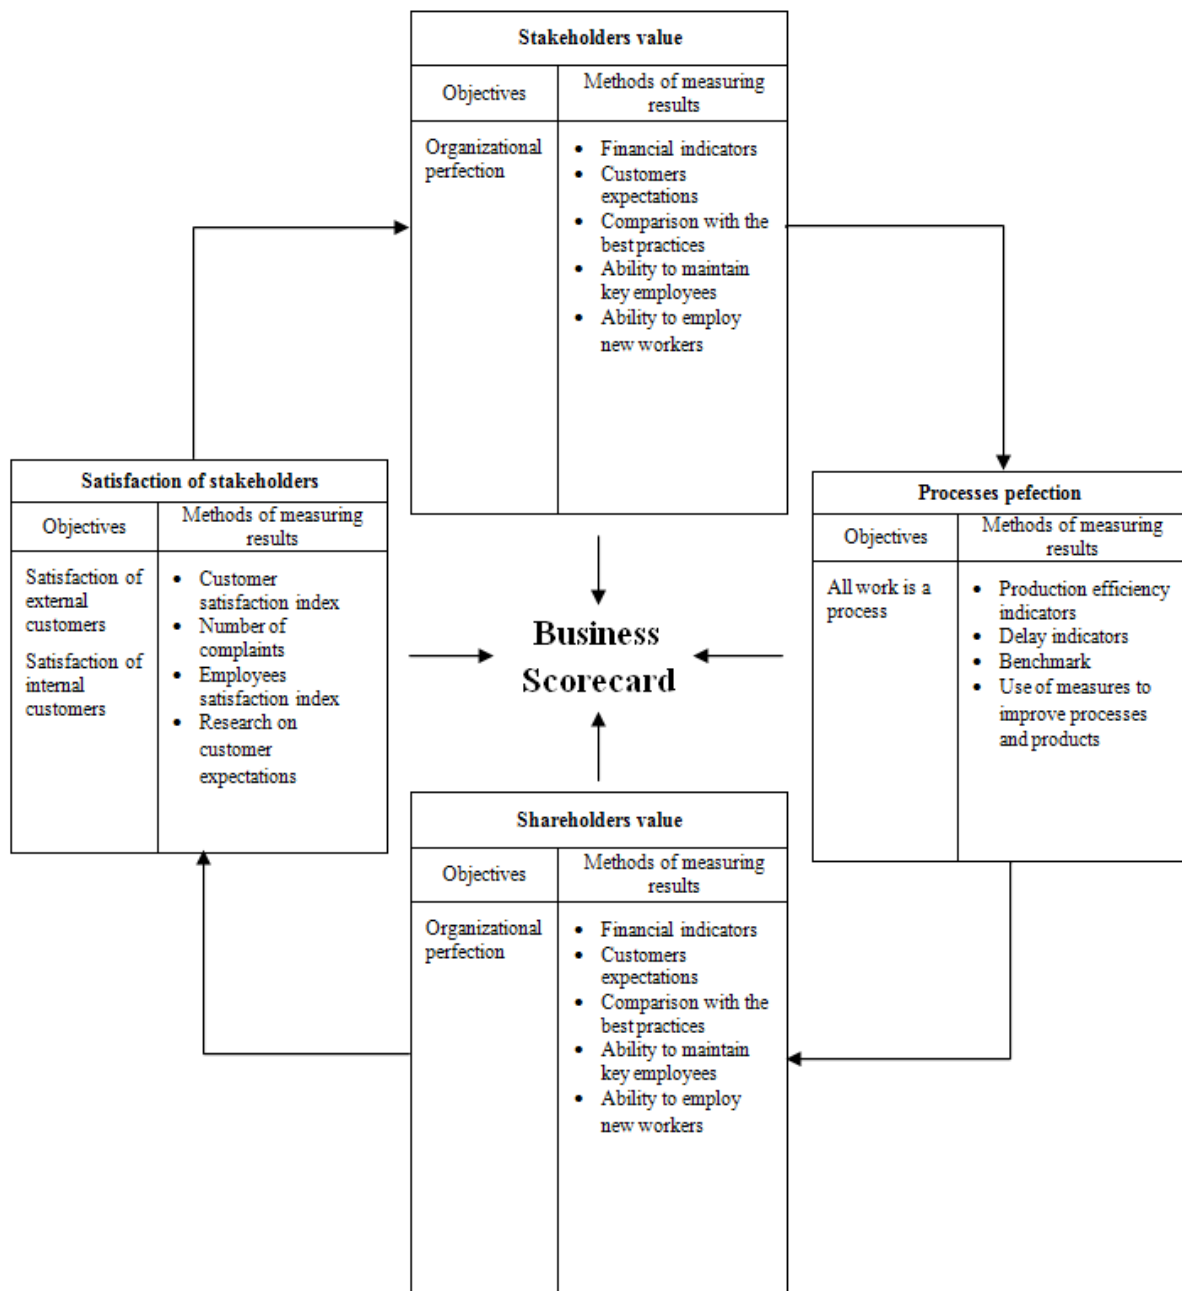 Stakeholders value
Objectives
Methods of measuring
results
Organizational
perfection
• Financial indicators
• Customers
expectations
• Comparison with the
best practices
• Ability to maintain
key employees
• Ability to employ
new workers
Satisfaction of stakeholders
Objectives
Methods of measuring
results
Satisfaction of
external
customers
Satisfaction of
internal
customers
• Customer
satisfaction index
• Number of
complaints
• Employees
satisfaction index
• Research on
customer
expectations
Business
Scorecard
Processes pefection
Objectives
Methods of measuring
results
All work is a
process
• Production efficiency
indicators
• Delay indicators
• Benchmark
• Use of measures to
improve processes
and products
Shareholders value
Objectives
Methods of measuring
results
Organizational
perfection
• Financial indicators
• Customers
expectations
• Comparison with the
best practices
• Ability to maintain
key employees
• Ability to employ
new workers